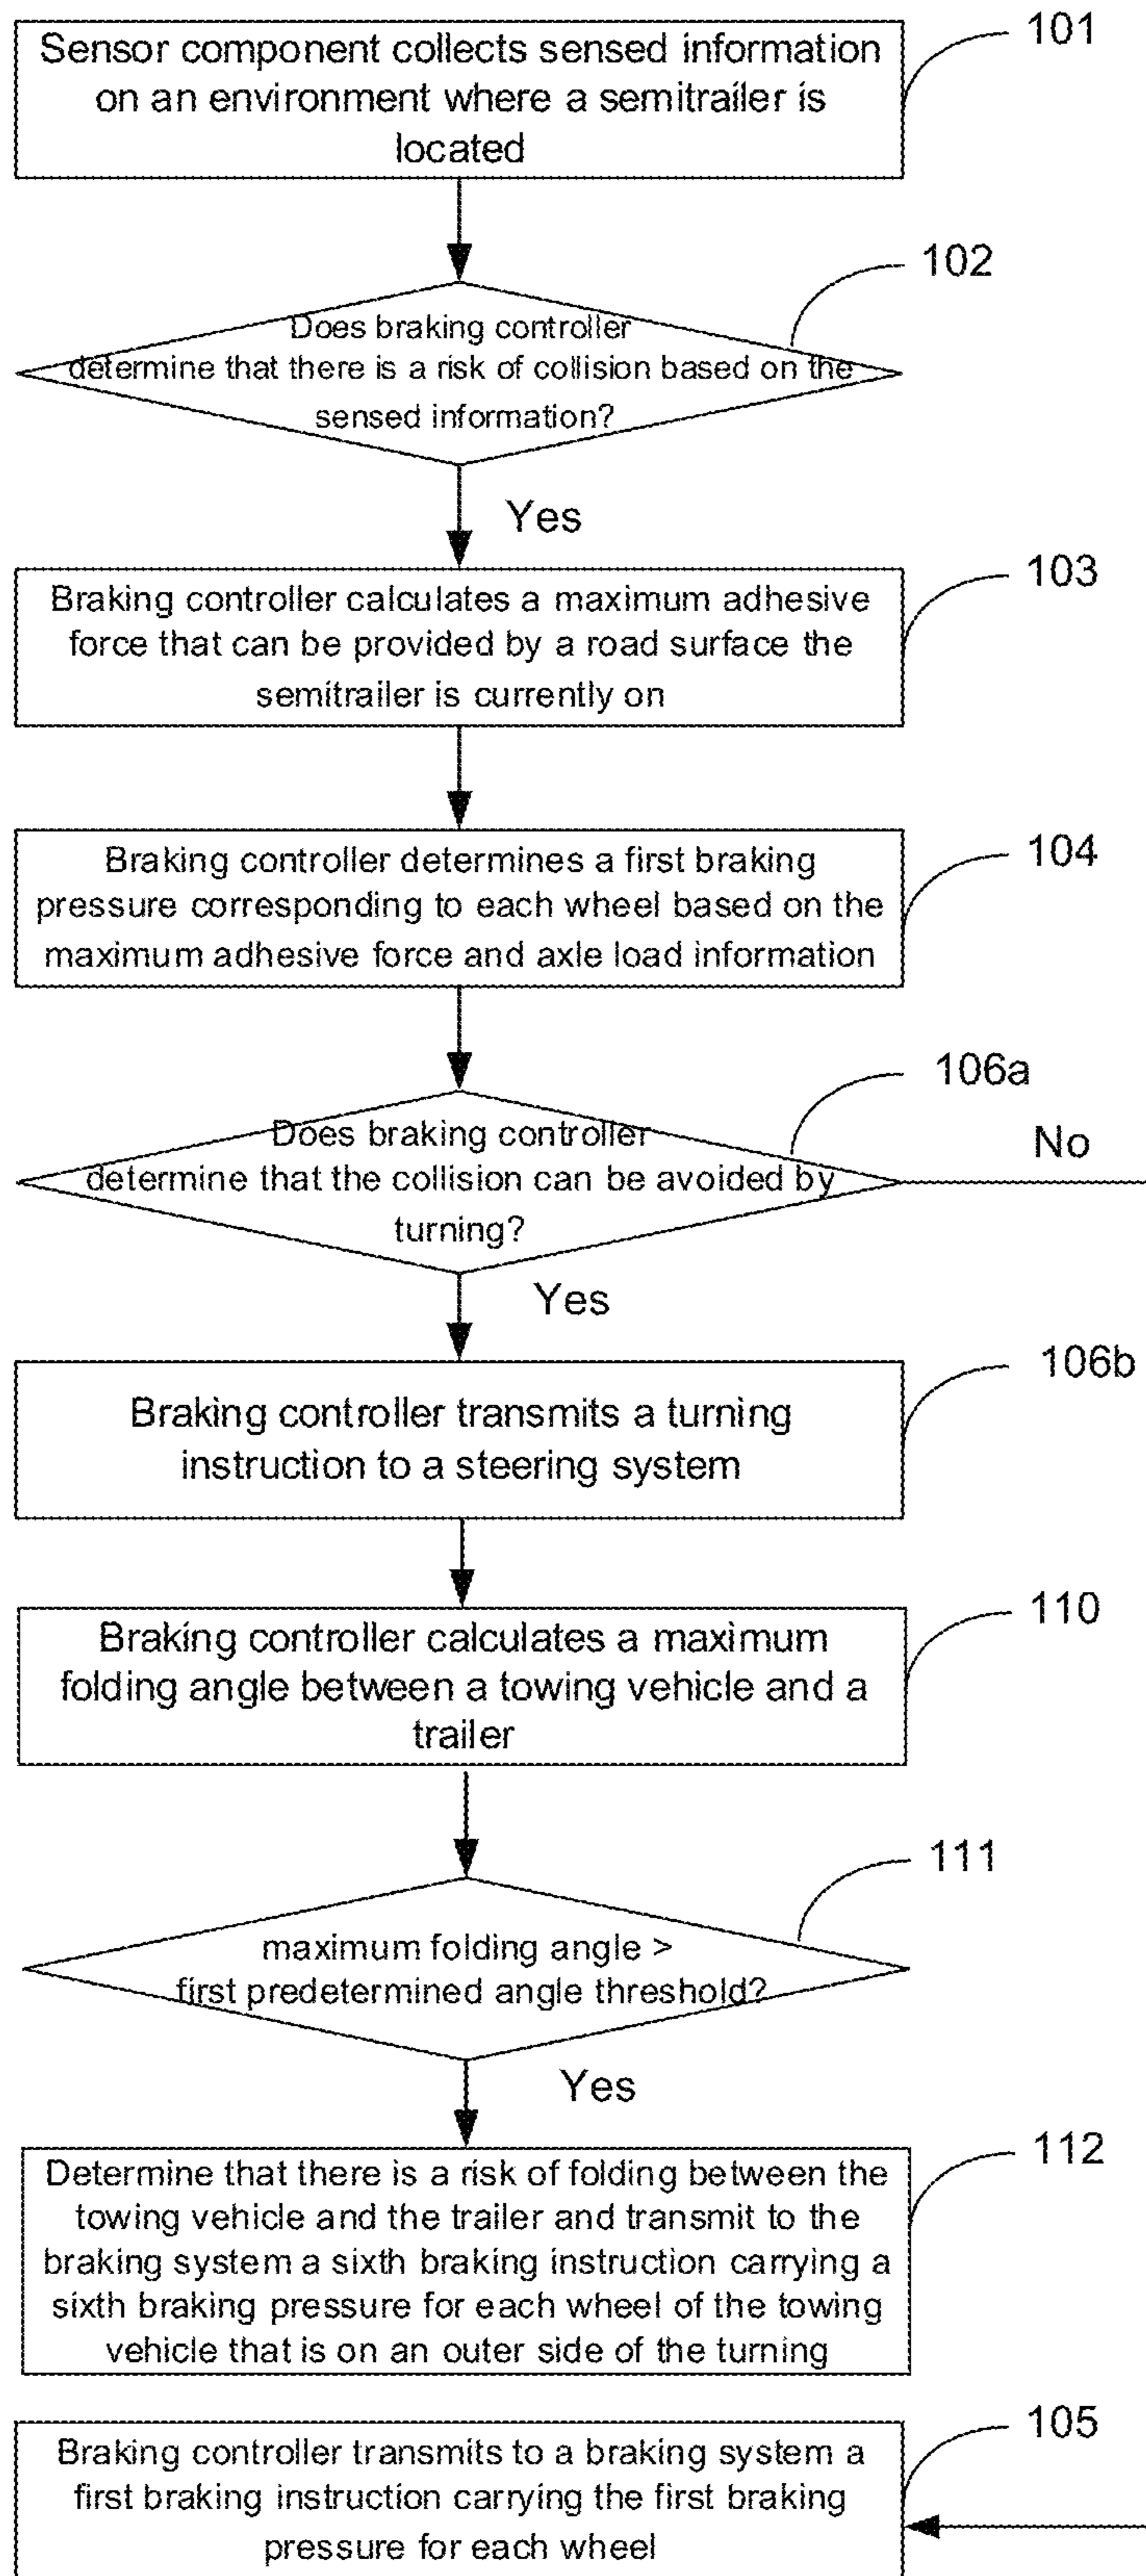 101
Sensor component collects sensed information
on an environment where a semitrailer is
located
102
Does braking controller
determine that there is a risk of collision based on the
sensed information?
Yes
103
Braking controller calculates a maximum adhesive
force that can be provided by a road surface the
semitrailer is currently on
104
Braking controller determines a first braking
pressure corresponding to each wheel based on the
maximum adhesive force and axle load information
106a
Does braking controller
determine that the collision can be avoided by
turning?
No
Yes
106b
Braking controller transmits a turning
instruction to a steering system
110
Braking controller calculates a maximum
folding angle between a towing vehicle and a
trailer
111
maximum folding angle >
first predetermined angle threshold?
Yes
112
Determine that there is a risk of folding between the
towing vehicle and the trailer and transmit to the
braking system a sixth braking instruction carrying a
sixth braking pressure for each wheel of the towing
vehicle that is on an outer side of the turning
105
Braking controller transmits to a braking system a
first braking instruction carrying the first braking
pressure for each wheel